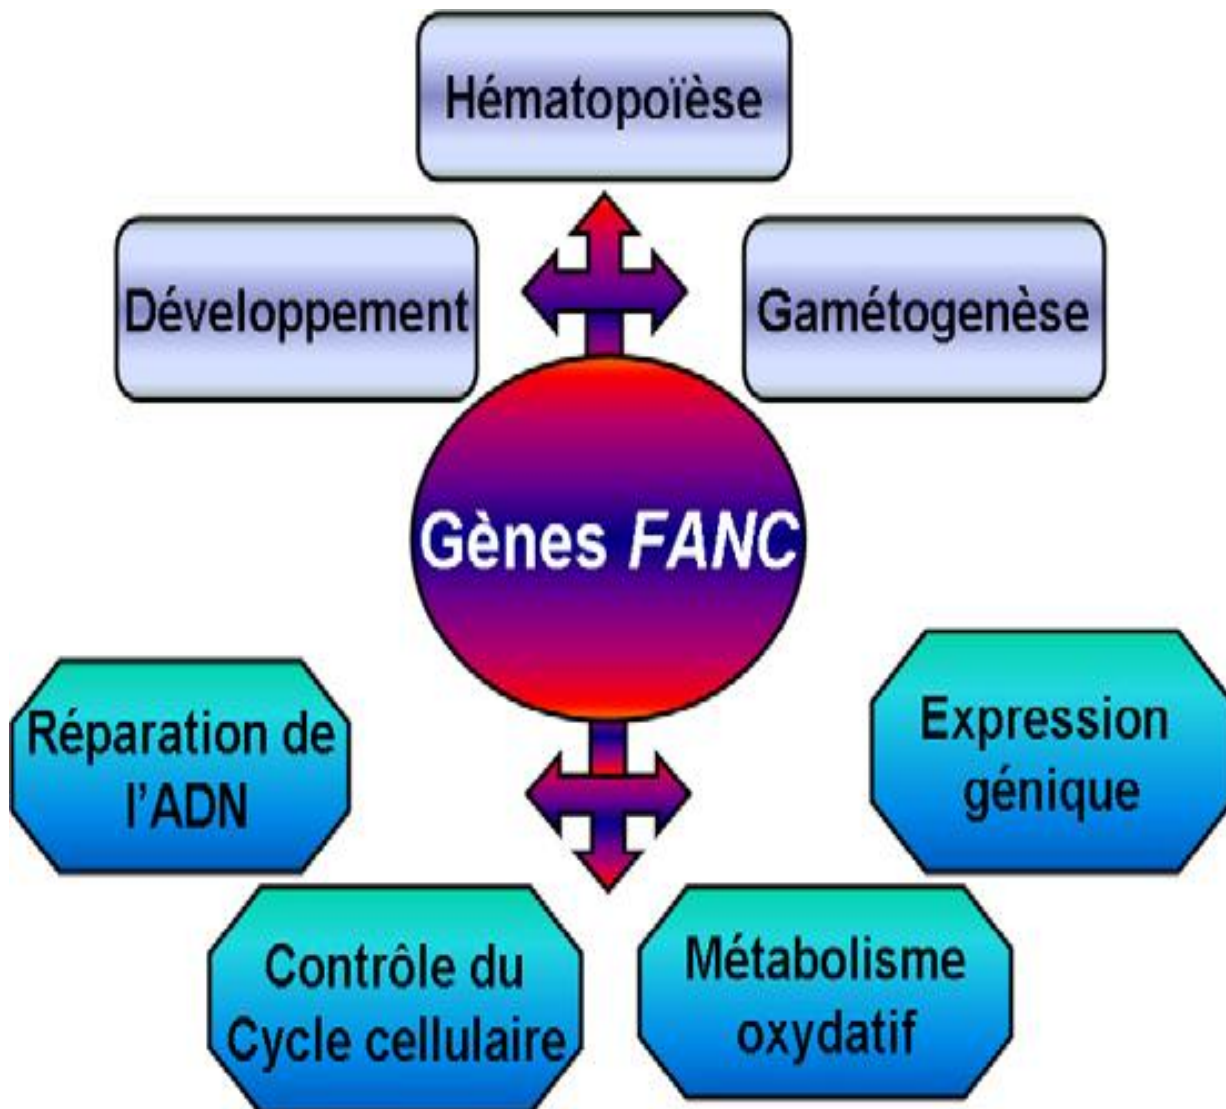 Hématopoïèse
Développement
Gamétogenèse
Gènes FANC
Réparation de
l'ADN
Expression
génique
Contrôle du
Cycle cellulaire
Métabolisme
oxydatif